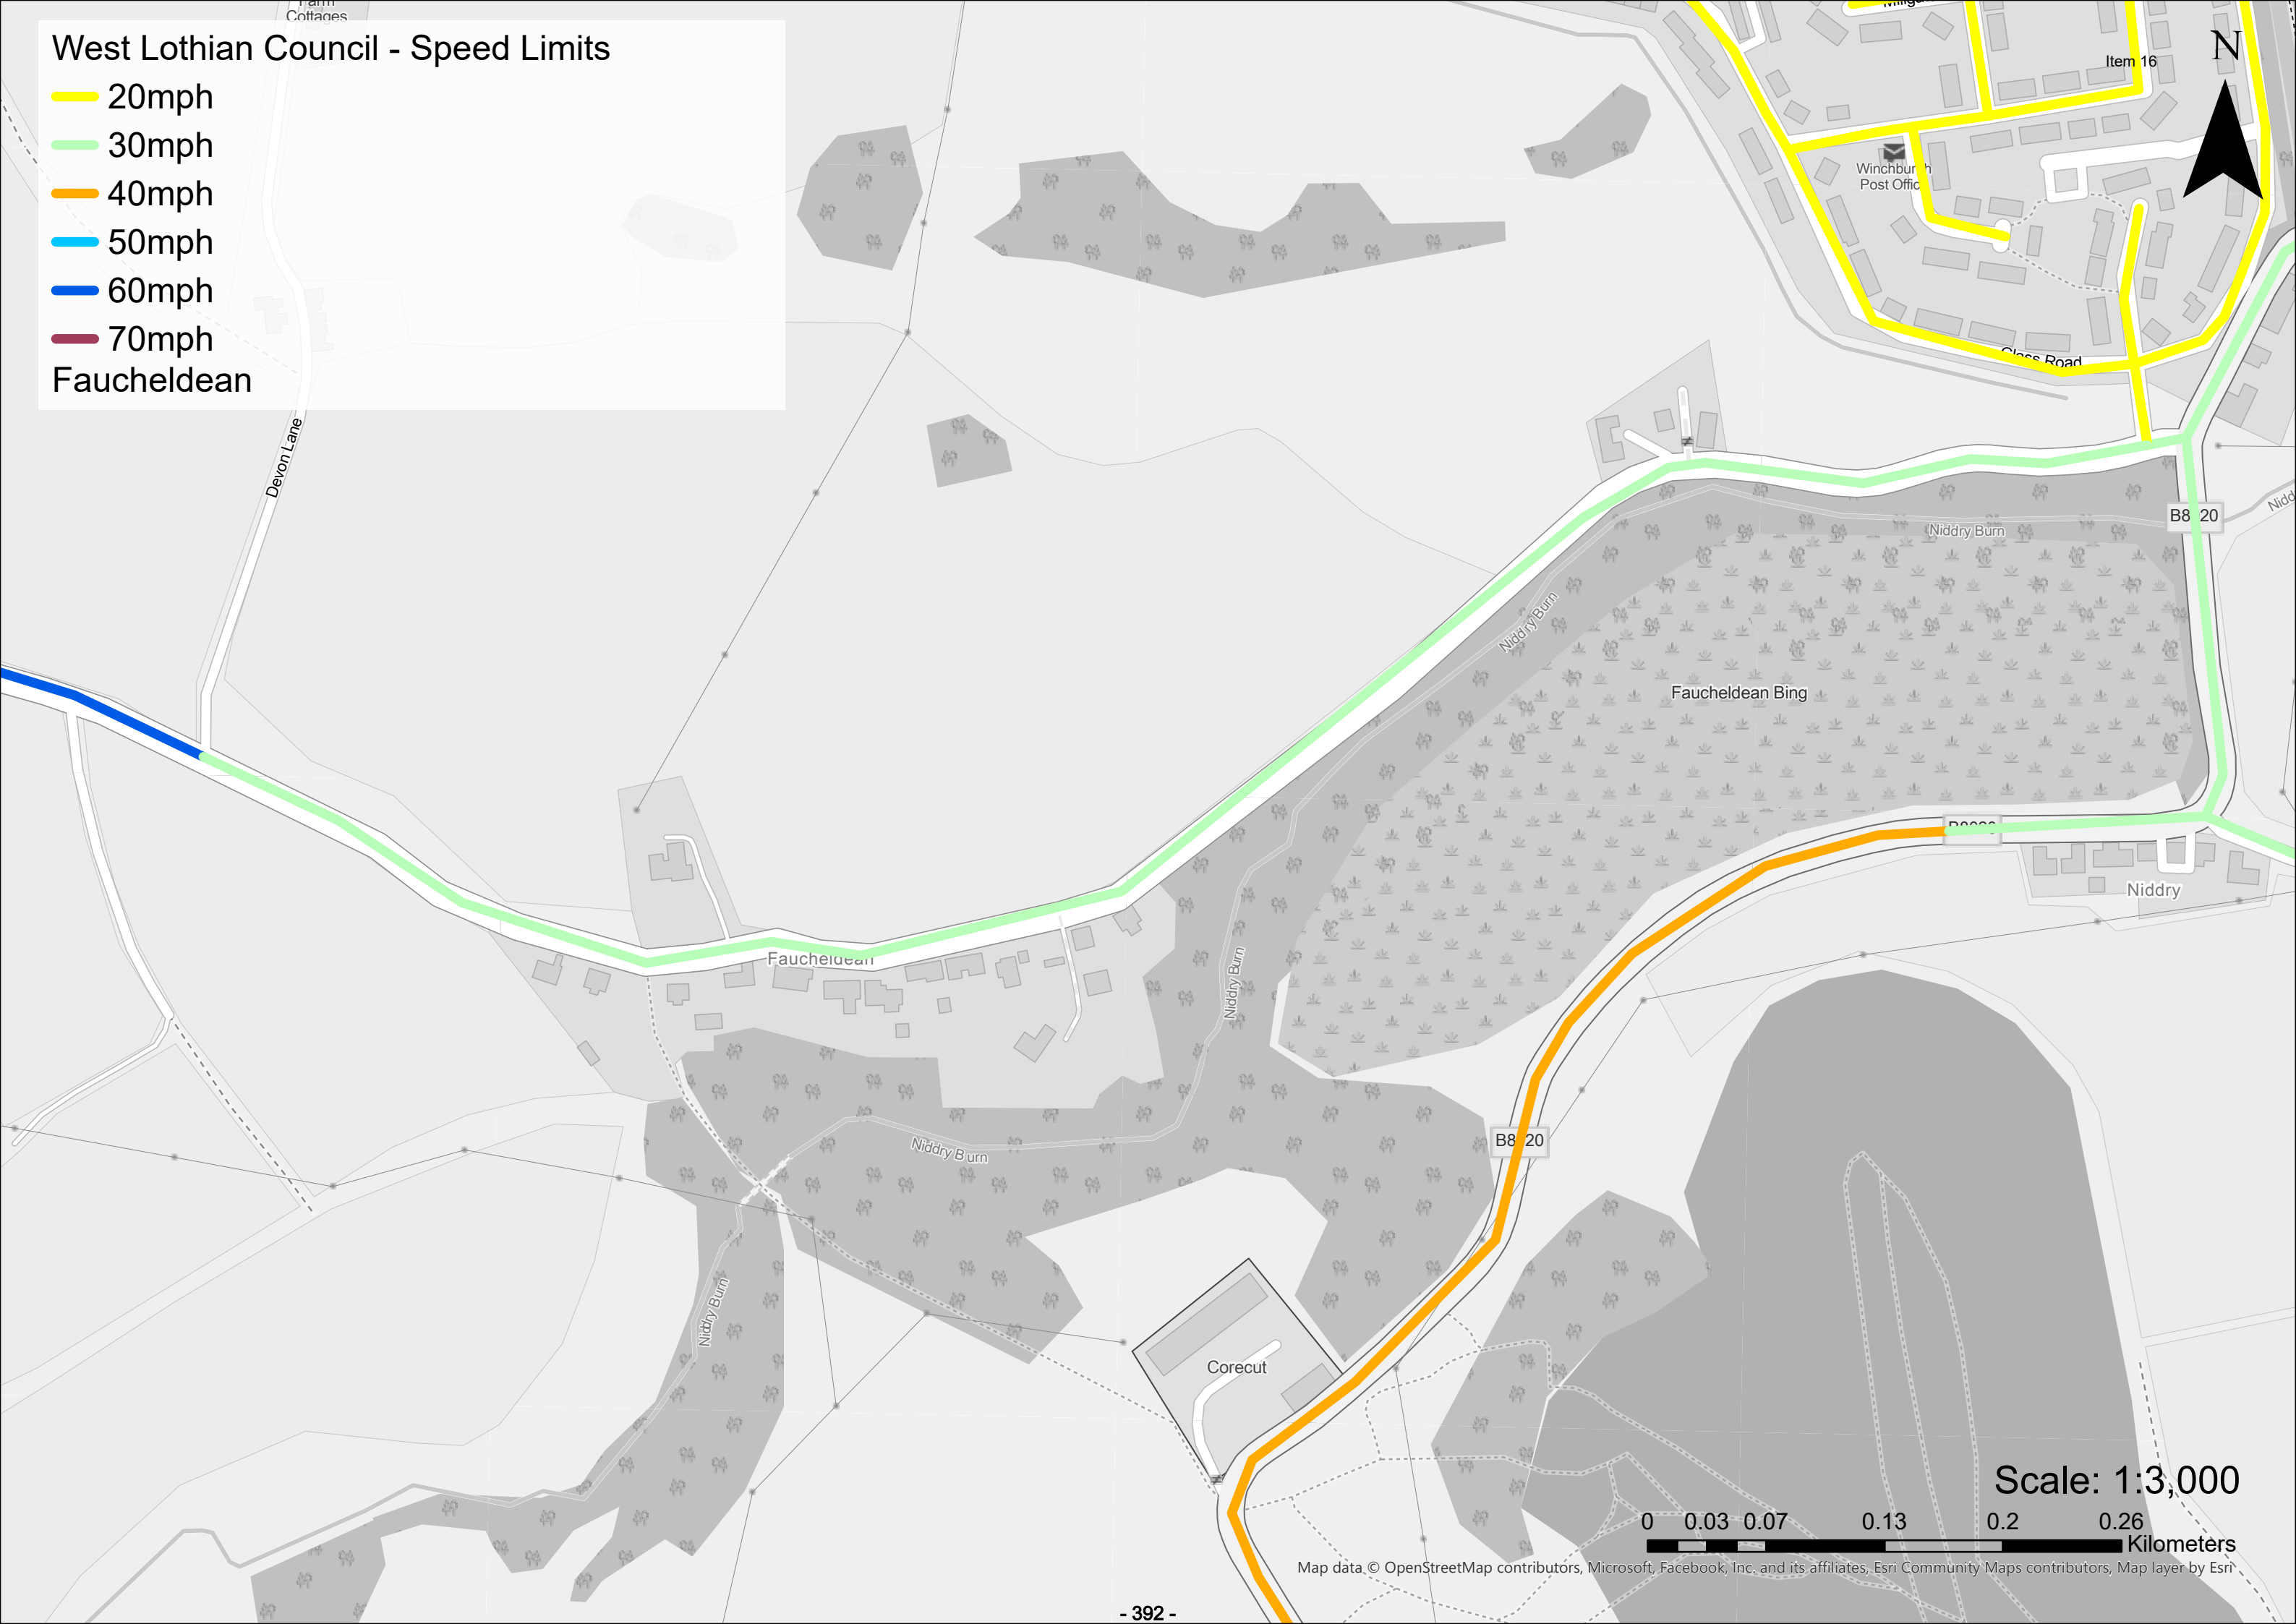 Cottages
West Lothian Council - Speed Limits
20mph
30mph
40mph
50mph
60mph
70mph
Faucheldean
N
Item 16
Winchburgh
Post Office
Glass Road
Devon Lane
B8020
Niddry Burn
Niddry Burn
Faucheldean Bing
Niddry
Faucheldean
Niddry Burn
B8020
Niddry Burn
Niddry Burn
Corecut
Scale: 1:3,000
0 0.03 0.07 0.13 0.2 0.26
Kilometers
Map data © OpenStreetMap contributors, Microsoft, Facebook, Inc. and its affiliates, Esri Community Maps contributors, Map layer by Esri
- 392 -